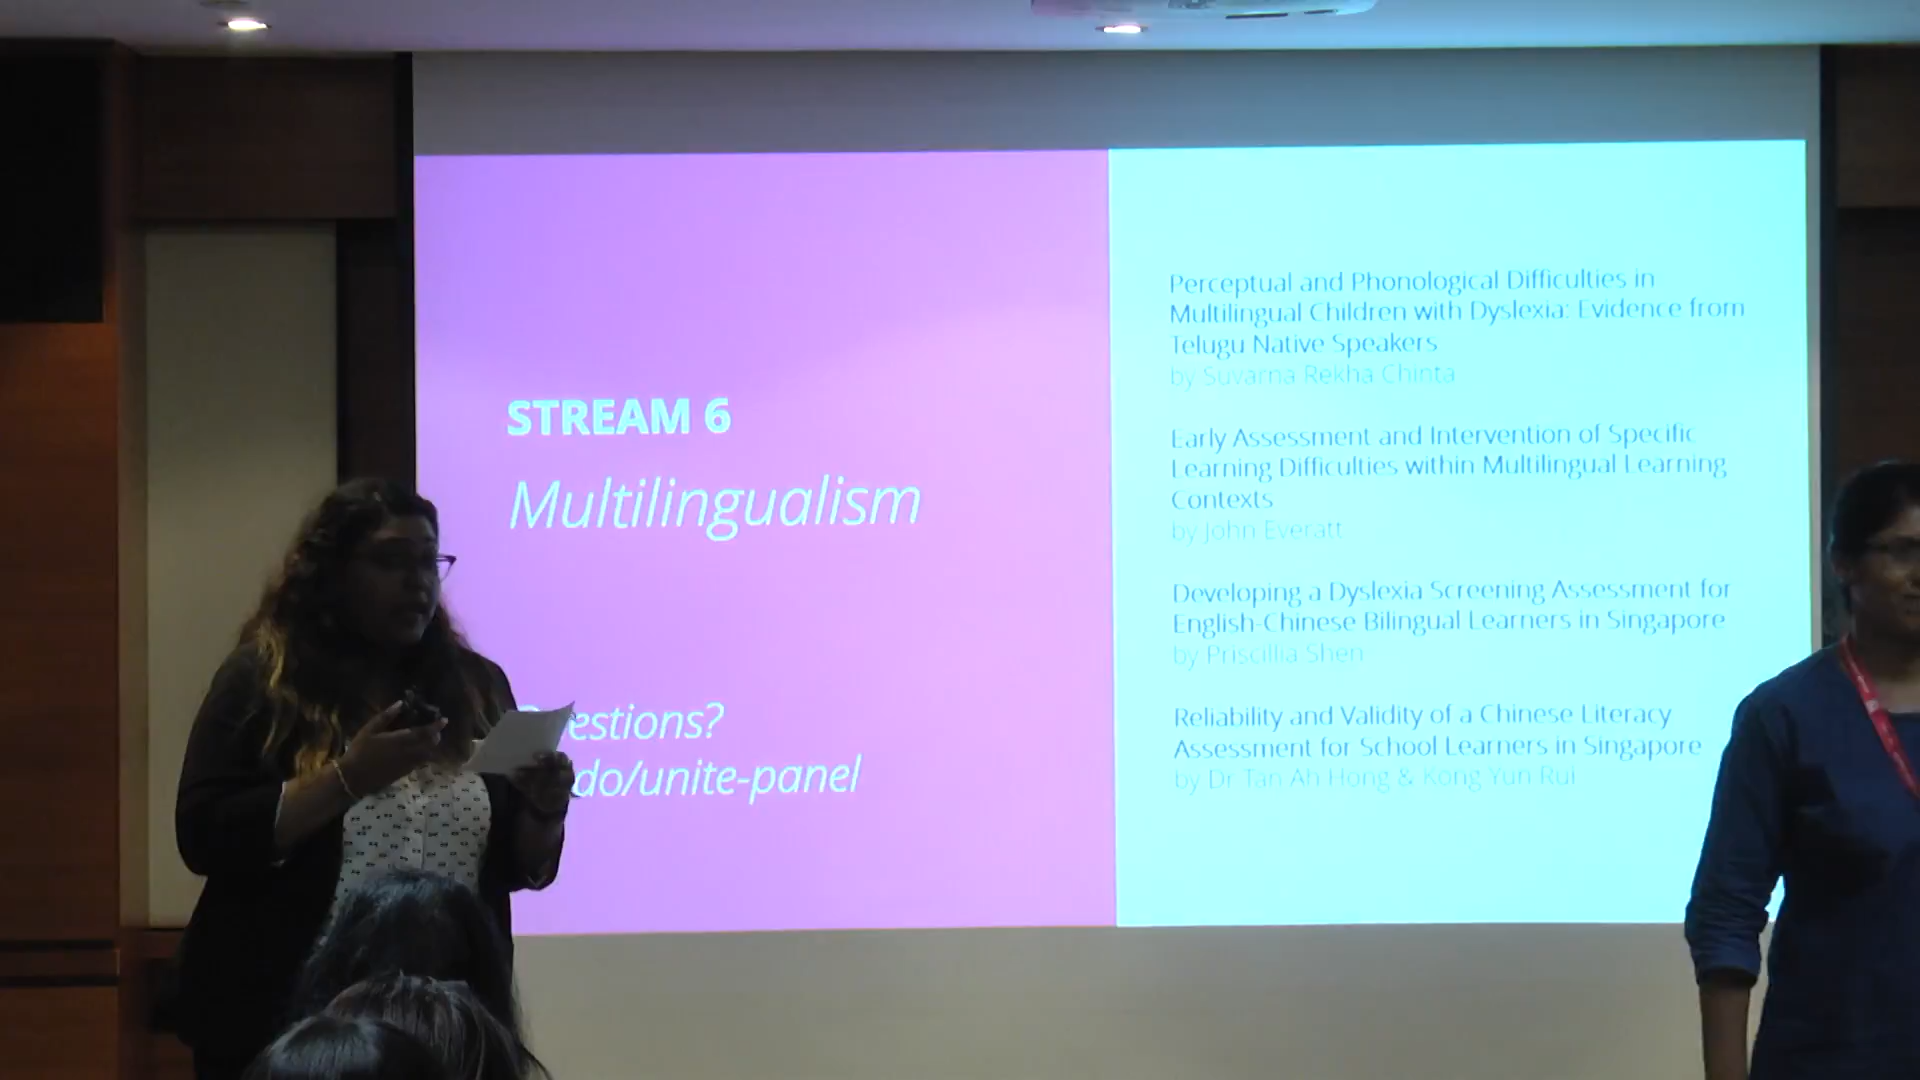 STREAM 6
Multilingualism
estions?
do/unite-panel
Perceptual and Phonological Difficulties in
Multilingual Children with Dyslexia: Evidence from
Telugu Native Speakers
by Suvarna Rekha Chinta
Early Assessment and Intervention of Specific
Learning Difficulties within Multilingual Learning
Contexts
by John Everatt
Developing a Dyslexia Screening Assessment for
English-Chinese Bilingual Learners in Singapore
by Priscillia Shen
Reliability and Validity of a Chinese Literacy
Assessment for School Learners in Singapore
by Dr Tan Ah Hong & Kong Yun Rui